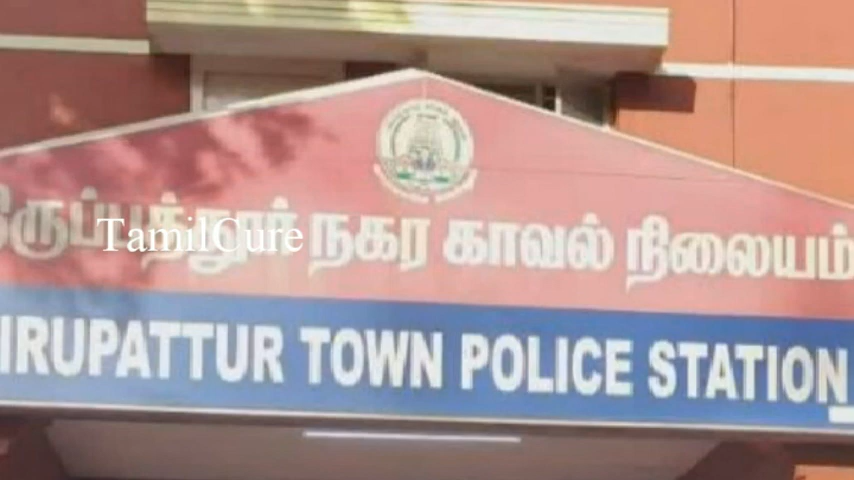 திருப்பத்தூர் நகர காவல் நிலையம்
TamilCure
IRUPATTUR TOWN POLICE STATION